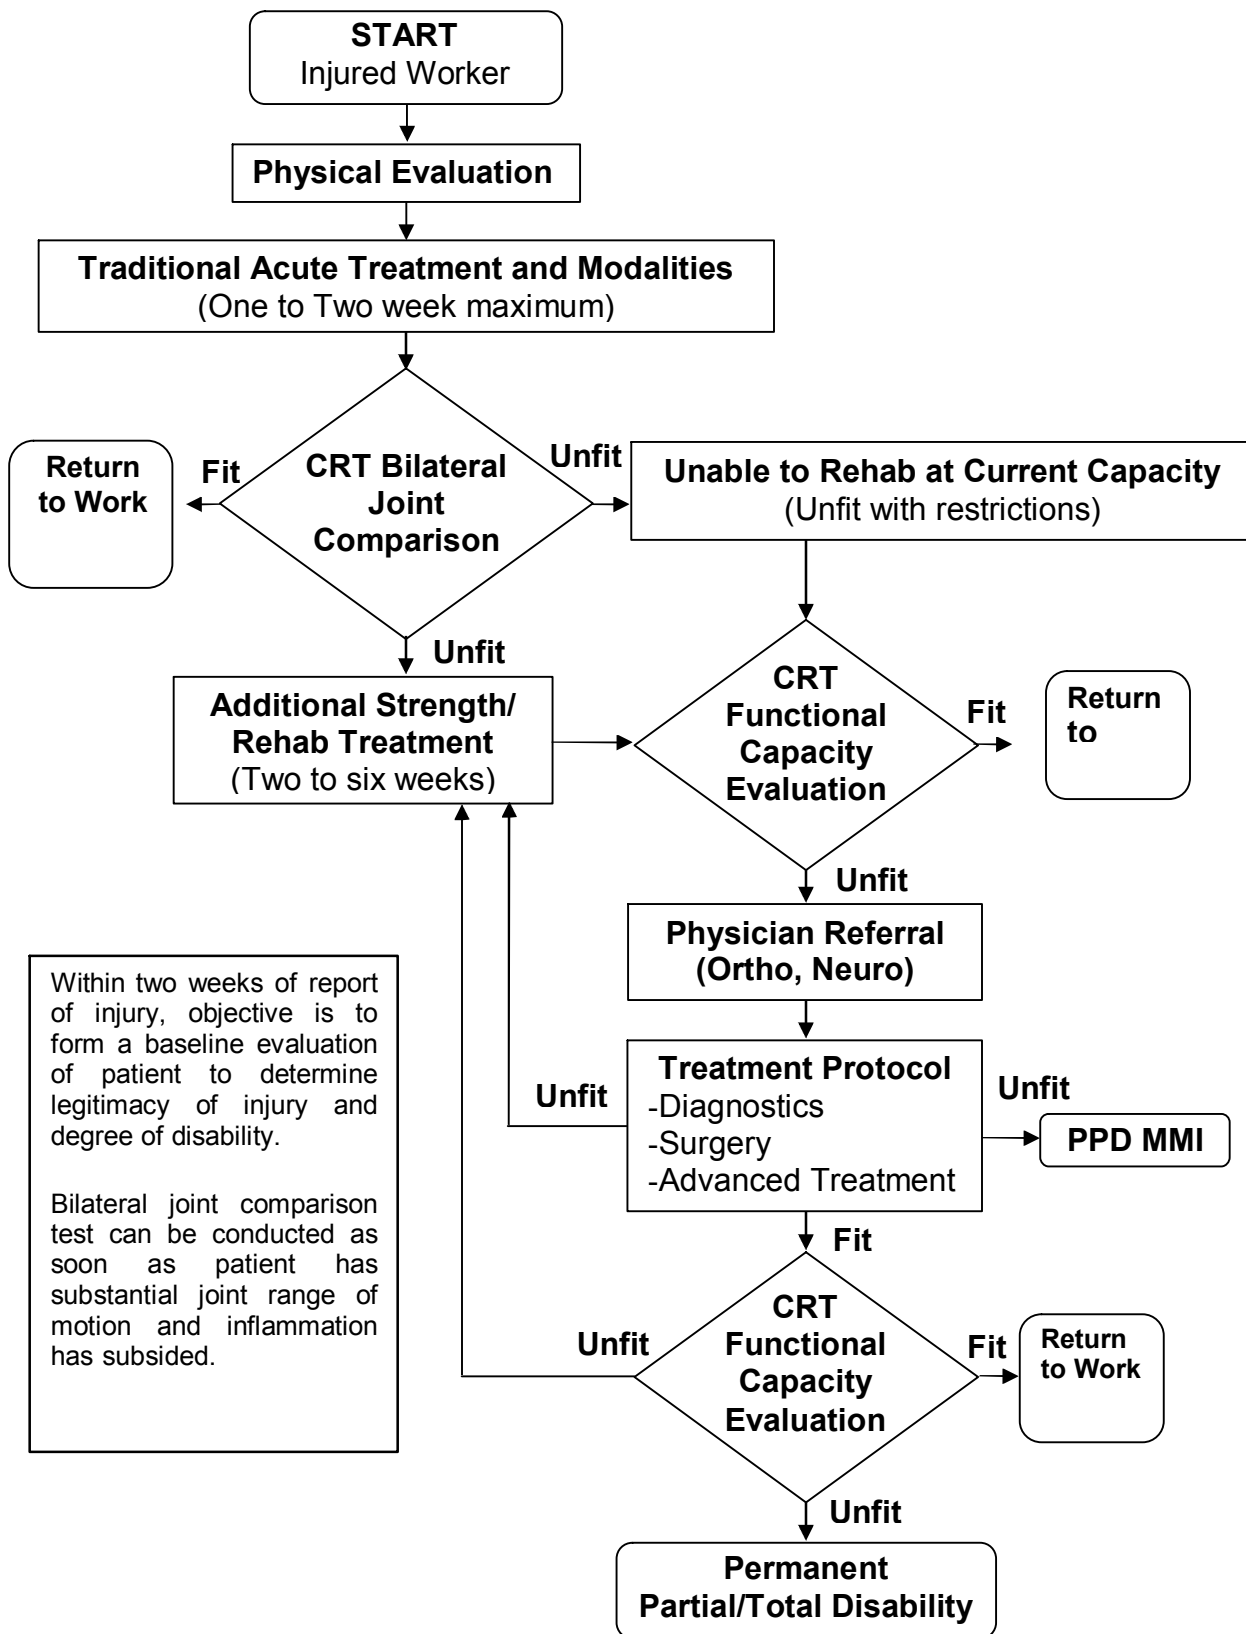 START
Injured Worker
Physical Evaluation
Traditional Acute Treatment and Modalities
(One to Two week maximum)
Return
to Work
Fit
CRT Bilateral
Joint
Comparison
Unfit
Unable to Rehab at Current Capacity
(Unfit with restrictions)
Unfit
Additional Strength/
Rehab Treatment
(Two to six weeks)
CRT
Functional
Capacity
Evaluation
Fit
Return
to
Unfit
Physician Referral
(Ortho, Neuro)
Within two weeks of report
of injury, objective is to
form a baseline evaluation
of patient to determine
legitimacy of injury and
degree of disability.
Bilateral joint comparison
test can be conducted as
soon as patient has
substantial joint range of
motion and inflammation
has subsided.
Unfit
Treatment Protocol
-Diagnostics
-Surgery
-Advanced Treatment
Unfit
PPD MMI
Fit
Unfit
CRT
Functional
Capacity
Evaluation
Fit
Return
to Work
Unfit
Permanent
Partial/Total Disability